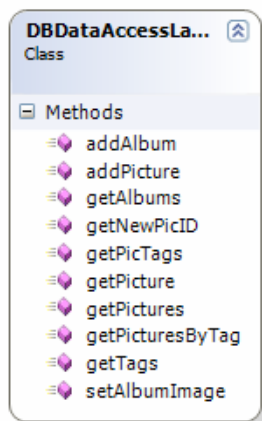 DBDataAccessLa...
Class
Methods
addAlbum
addPicture
getAlbums
getNewPicID
getPicTags
getPicture
getPictures
getPicturesByTag
getTags
setAlbumImage